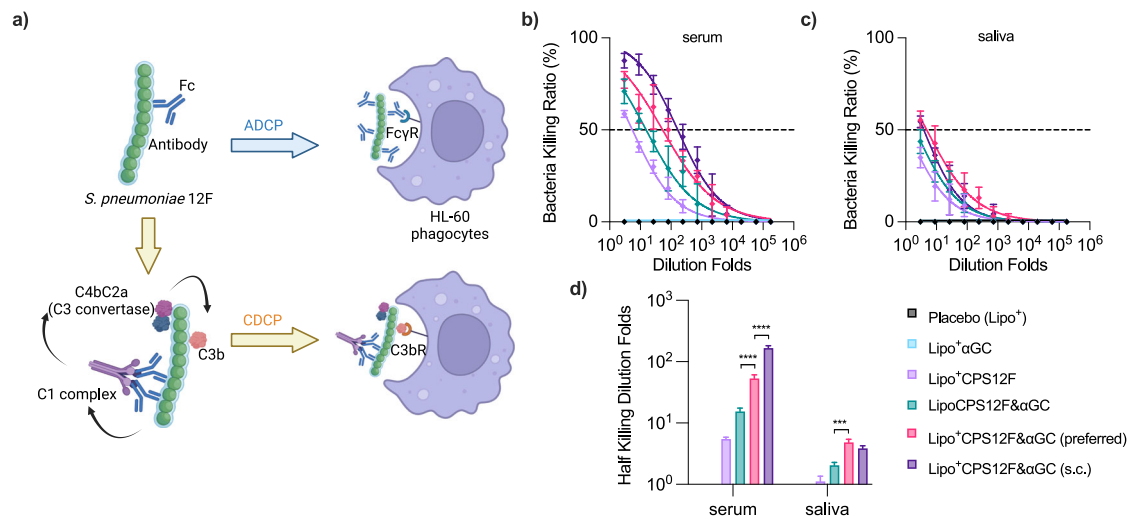 a)
Fc
ADCP
Antibody
S. pneumoniae 12F
FcγR
HL-60
phagocytes
C4bC2a
(C3 convertase)
CDCP
C3b
C3bR
C1 complex
b)
serum
Bacteria Killing Ratio (%)
100
50
0
10⁰ 10¹ 10² 10³ 10⁴ 10⁵ 10⁶
Dilution Folds
c)
saliva
Bacteria Killing Ratio (%)
100
50
0
10⁰ 10¹ 10² 10³ 10⁴ 10⁵ 10⁶
Dilution Folds
d)
Half Killing Dilution Folds
10³
10²
10¹
10⁰
****
****
***
serum saliva
Placebo (Lipo⁺)
Lipo⁺αGC
Lipo⁺CPS12F
LipoCPS12F&αGC
Lipo⁺CPS12F&αGC (preferred)
Lipo⁺CPS12F&αGC (s.c.)